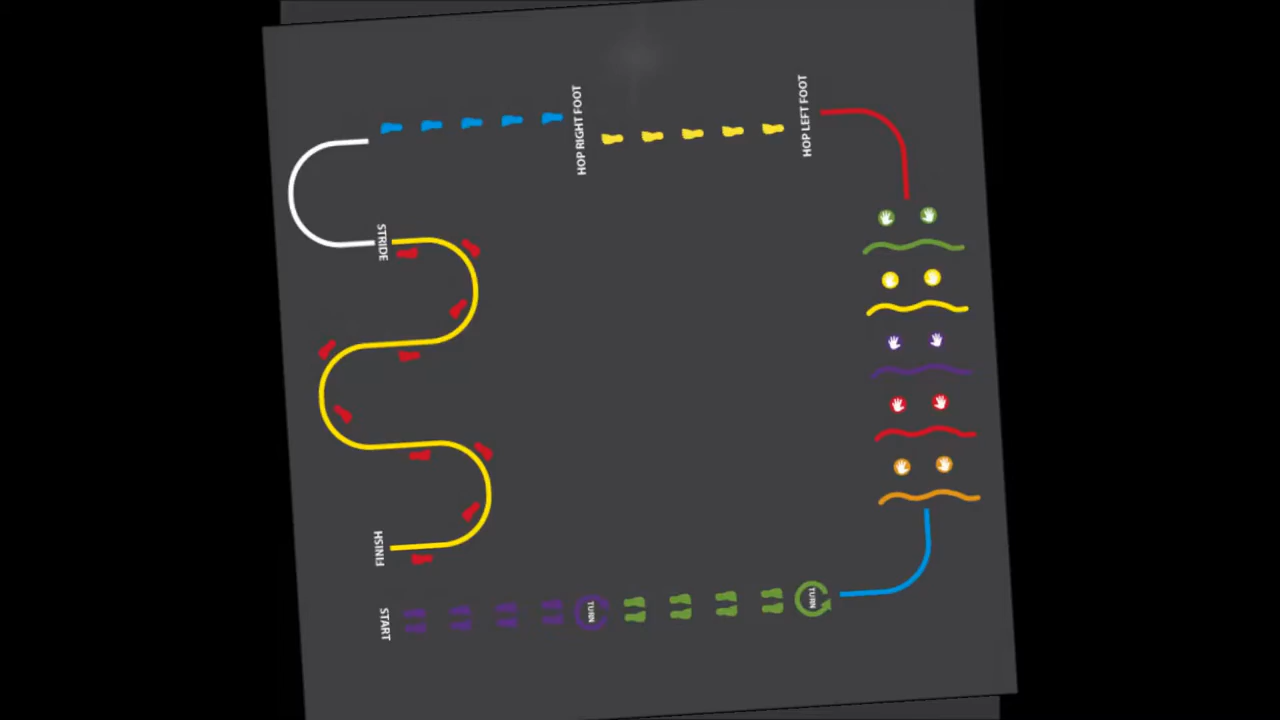 HOP RIGHT FOOT
HOP LEFT FOOT
STRIDE
FINISH
START
TURN
TURN